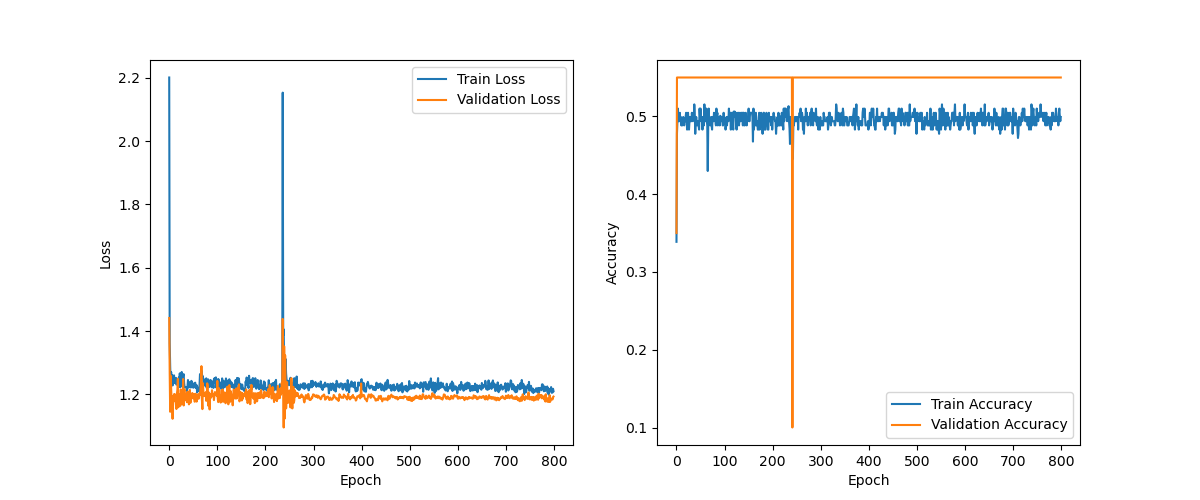 2.2
2.0
1.8
1.6
1.4
1.2
Loss
0 100 200 300 400 500 600 700 800
Epoch
Train Loss
Validation Loss
0.5
0.4
0.3
0.2
0.1
Accuracy
0 100 200 300 400 500 600 700 800
Epoch
Train Accuracy
Validation Accuracy